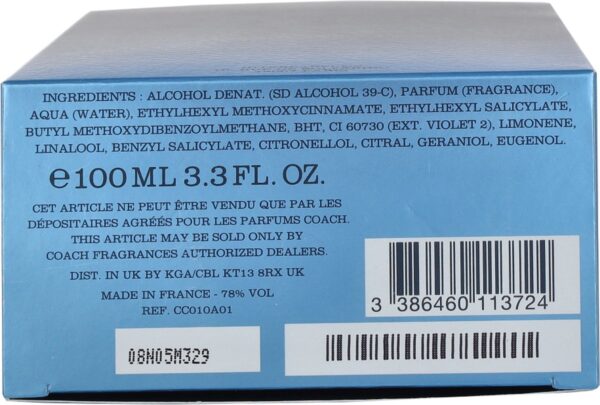 INGREDIENTS : ALCOHOL DENAT. (SD ALCOHOL 39-C), PARFUM (FRAGRANCE),
AQUA (WATER), ETHYLHEXYL METHOXYCINNAMATE, ETHYLHEXYL SALICYLATE,
BUTYL METHOXYDIBENZOYLMETHANE, BHT, CI 60730 (EXT. VIOLET 2), LIMONENE,
LINALOOL, BENZYL SALICYLATE, CITRONELLOL, CITRAL, GERANIOL, EUGENOL.
℮100 ML 3.3 FL. OZ.
CET ARTICLE NE PEUT ÊTRE VENDU QUE PAR LES
DÉPOSITAIRES AGRÉÉS POUR LES PARFUMS COACH.
THIS ARTICLE MAY BE SOLD ONLY BY
COACH FRAGRANCES AUTHORIZED DEALERS.
DIST. IN UK BY KGA/CBL KT13 8RX UK
MADE IN FRANCE - 78% VOL
REF. CC010A01
3 386460 113724
08N05M329